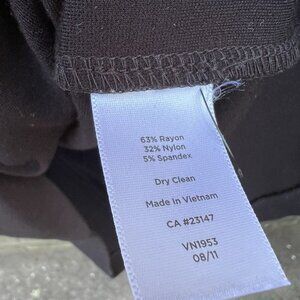 63% Rayon
32% Nylon
5% Spandex
Dry Clean
Made In Vietnam
CA #23147
VN1953
08/11